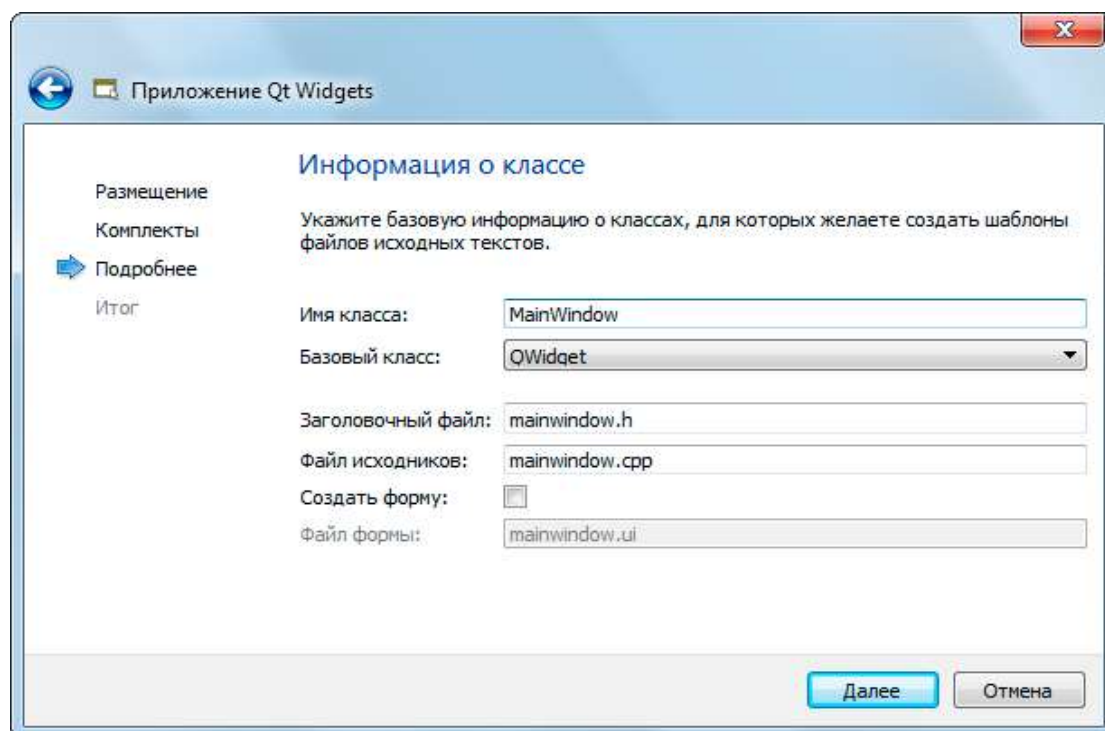 Приложение Qt Widgets
Размещение
Комплекты
Подробнее
Итог
Информация о классе
Укажите базовую информацию о классах, для которых желаете создать шаблоны
файлов исходных текстов.
Имя класса: MainWindow
Базовый класс: QWidget
Заголовочный файл: mainwindow.h
Файл исходников: mainwindow.cpp
Создать форму:
Файл формы: mainwindow.ui
Далее Отмена